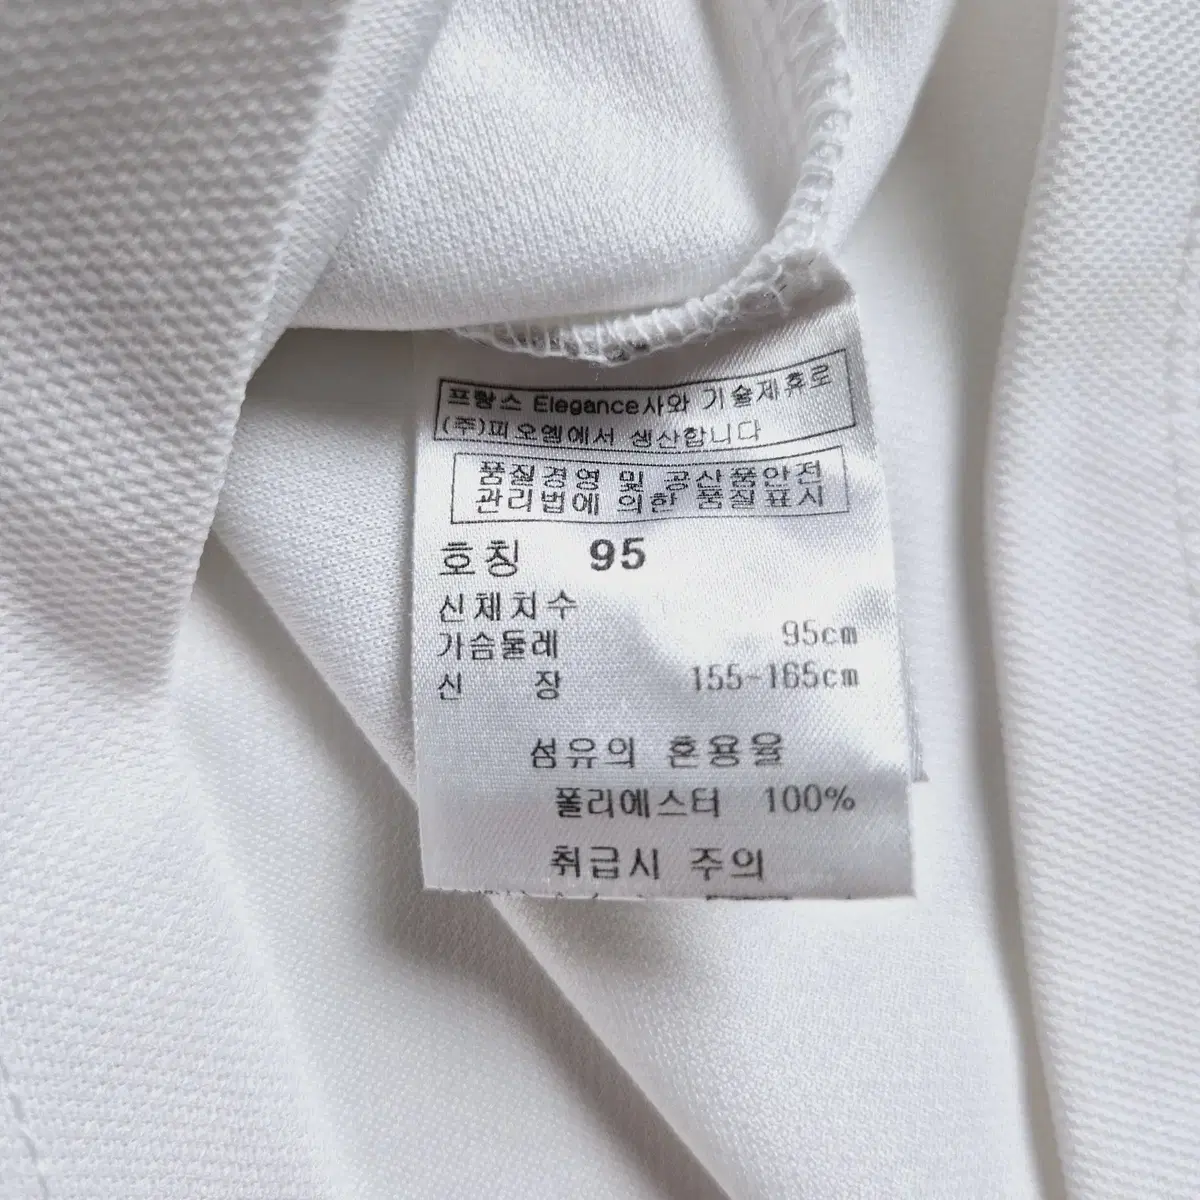 프랑스 Elegance사와 기술제휴로
(주)피오엠에서 생산합니다
품질경영 및 공산품안전
관리법에 의한 품질표시
호칭 95
신체치수
가슴둘레 95cm
신 장 155-165cm
섬유의 혼용율
폴리에스터 100%
취급시 주의